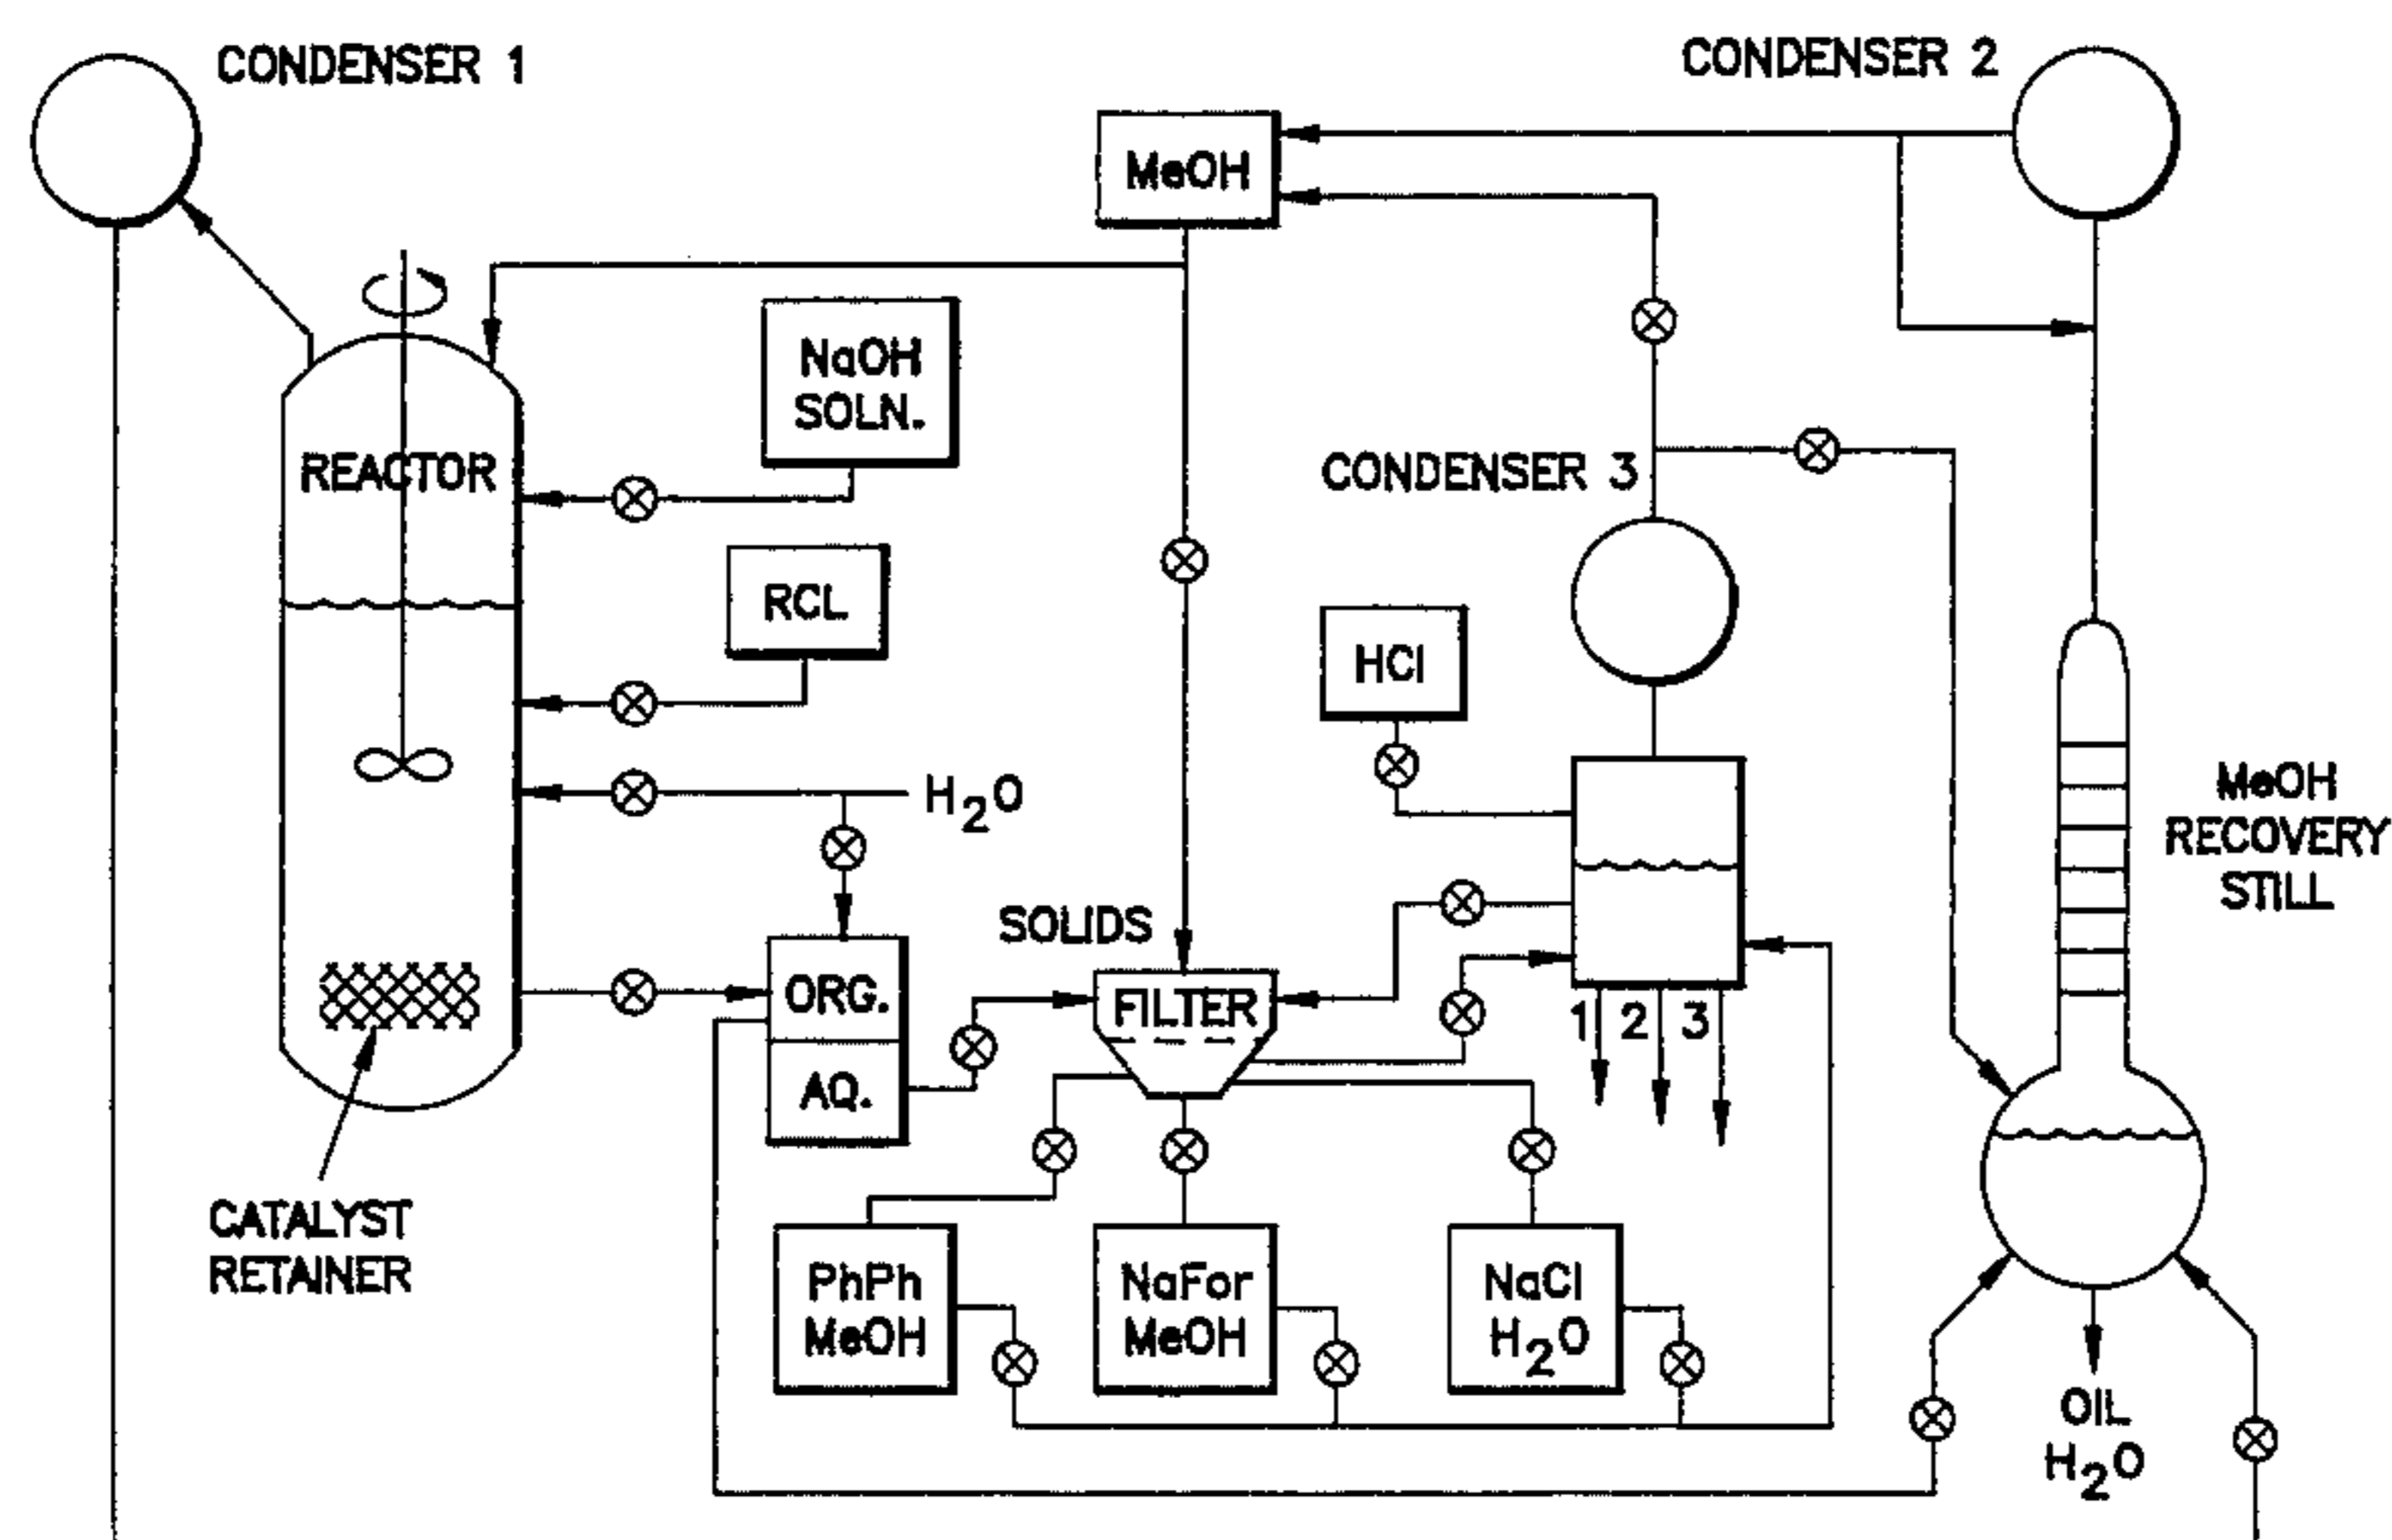 CONDENSER 1
CONDENSER 2
MeOH
NaOH
SOLN.
REACTOR
CONDENSER 3
RCL
HCl
H₂O
MeOH
RECOVERY
STILL
SOLIDS
ORG.
FILTER
1 2 3
AQ.
CATALYST
RETAINER
PhPh
MeOH
NaFor
MeOH
NaCl
H₂O
OIL
H₂O